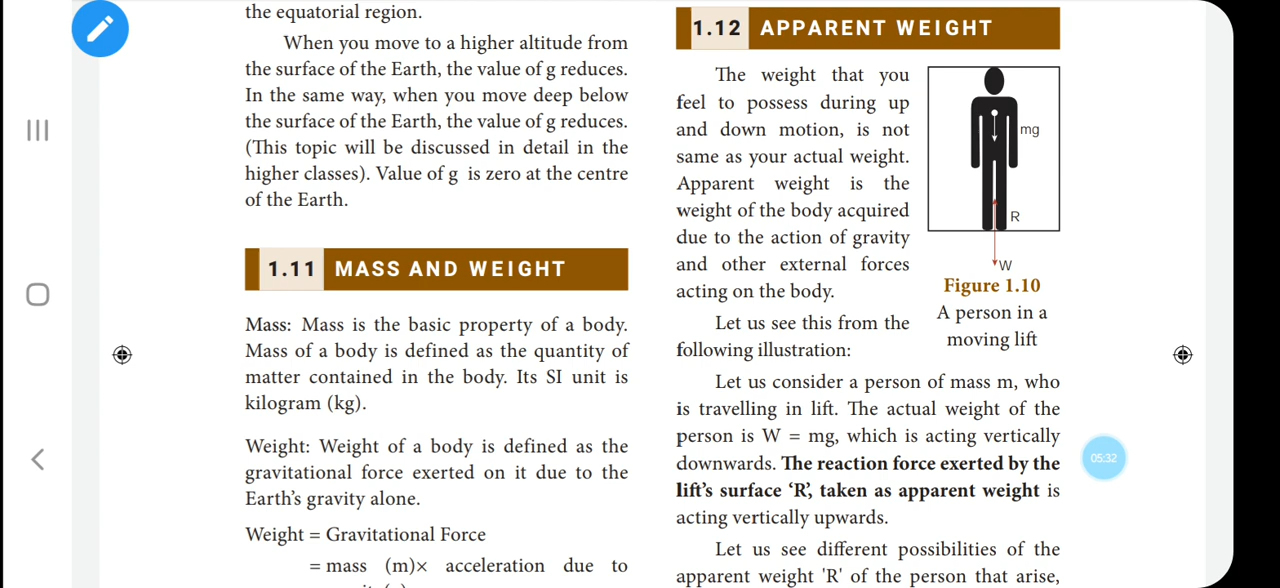 the equatorial region.
When you move to a higher altitude from
the surface of the Earth, the value of g reduces.
In the same way, when you move deep below
the surface of the Earth, the value of g reduces.
(This topic will be discussed in detail in the
higher classes). Value of g is zero at the centre
of the Earth.
1.11 MASS AND WEIGHT
Mass: Mass is the basic property of a body.
Mass of a body is defined as the quantity of
matter contained in the body. Its SI unit is
kilogram (kg).
Weight: Weight of a body is defined as the
gravitational force exerted on it due to the
Earth's gravity alone.
Weight = Gravitational Force
= mass (m)× acceleration due to
1.12 APPARENT WEIGHT
The weight that you
feel to possess during up
and down motion, is not
same as your actual weight.
Apparent weight is the
weight of the body acquired
due to the action of gravity
and other external forces
acting on the body.
Let us see this from the
following illustration:
mg
R
W
Figure 1.10
A person in a
moving lift
Let us consider a person of mass m, who
is travelling in lift. The actual weight of the
person is W = mg, which is acting vertically
downwards. The reaction force exerted by the
lift's surface ‘R’, taken as apparent weight is
acting vertically upwards.
Let us see different possibilities of the
apparent weight 'R' of the person that arise,
05:32